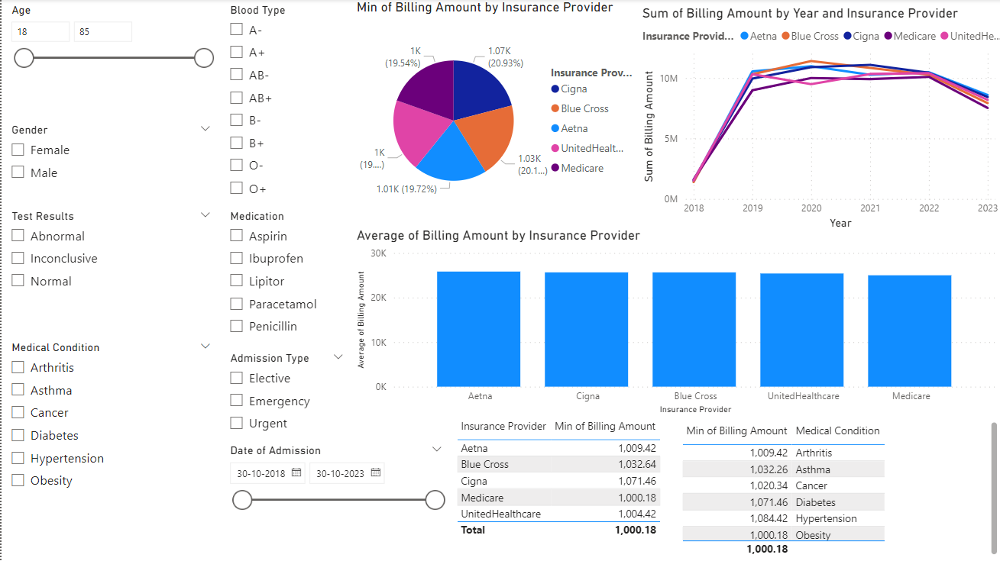 Age
18
85
Gender
Female
Male
Test Results
Abnormal
Inconclusive
Normal
Medical Condition
Arthritis
Asthma
Cancer
Diabetes
Hypertension
Obesity
Blood Type
A-
A+
AB-
AB+
B-
B+
O-
O+
Medication
Aspirin
Ibuprofen
Lipitor
Paracetamol
Penicillin
Admission Type
Elective
Emergency
Urgent
Date of Admission
30-10-2018
30-10-2023
Min of Billing Amount by Insurance Provider
1K
(19.54%)
1.07K
(20.93%)
1K
(19....)
1.03K
(20.1...)
1.01K (19.72%)
Insurance Prov...
Cigna
Blue Cross
Aetna
UnitedHealt...
Medicare
Sum of Billing Amount by Year and Insurance Provider
Insurance Provid... Aetna Blue Cross Cigna Medicare UnitedHe...
Sum of Billing Amount
10M
5M
0M
2018 2019 2020 2021 2022 2023
Year
Average of Billing Amount by Insurance Provider
Average of Billing Amount
30K
20K
10K
0K
Aetna Cigna Blue Cross UnitedHealthcare Medicare
Insurance Provider
Insurance Provider Min of Billing Amount
Aetna 1,009.42
Blue Cross 1,032.64
Cigna 1,071.46
Medicare 1,000.18
UnitedHealthcare 1,004.42
Total 1,000.18
Min of Billing Amount Medical Condition
1,009.42 Arthritis
1,032.26 Asthma
1,020.34 Cancer
1,071.46 Diabetes
1,084.42 Hypertension
1,000.18 Obesity
1,000.18